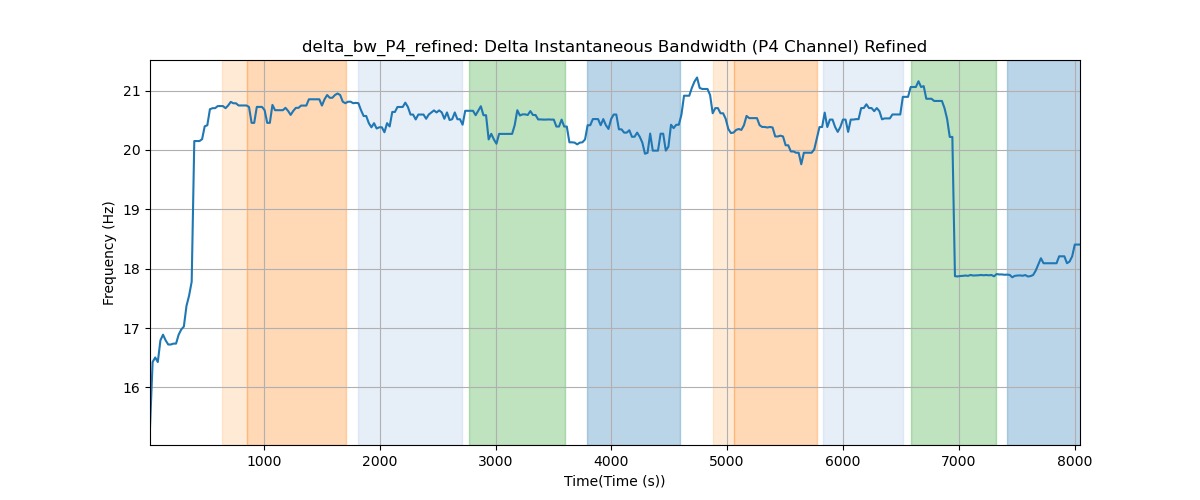 delta_bw_P4_refined: Delta Instantaneous Bandwidth (P4 Channel) Refined
Frequency (Hz)
21
20
19
18
17
16
1000 2000 3000 4000 5000 6000 7000 8000
Time(Time (s))